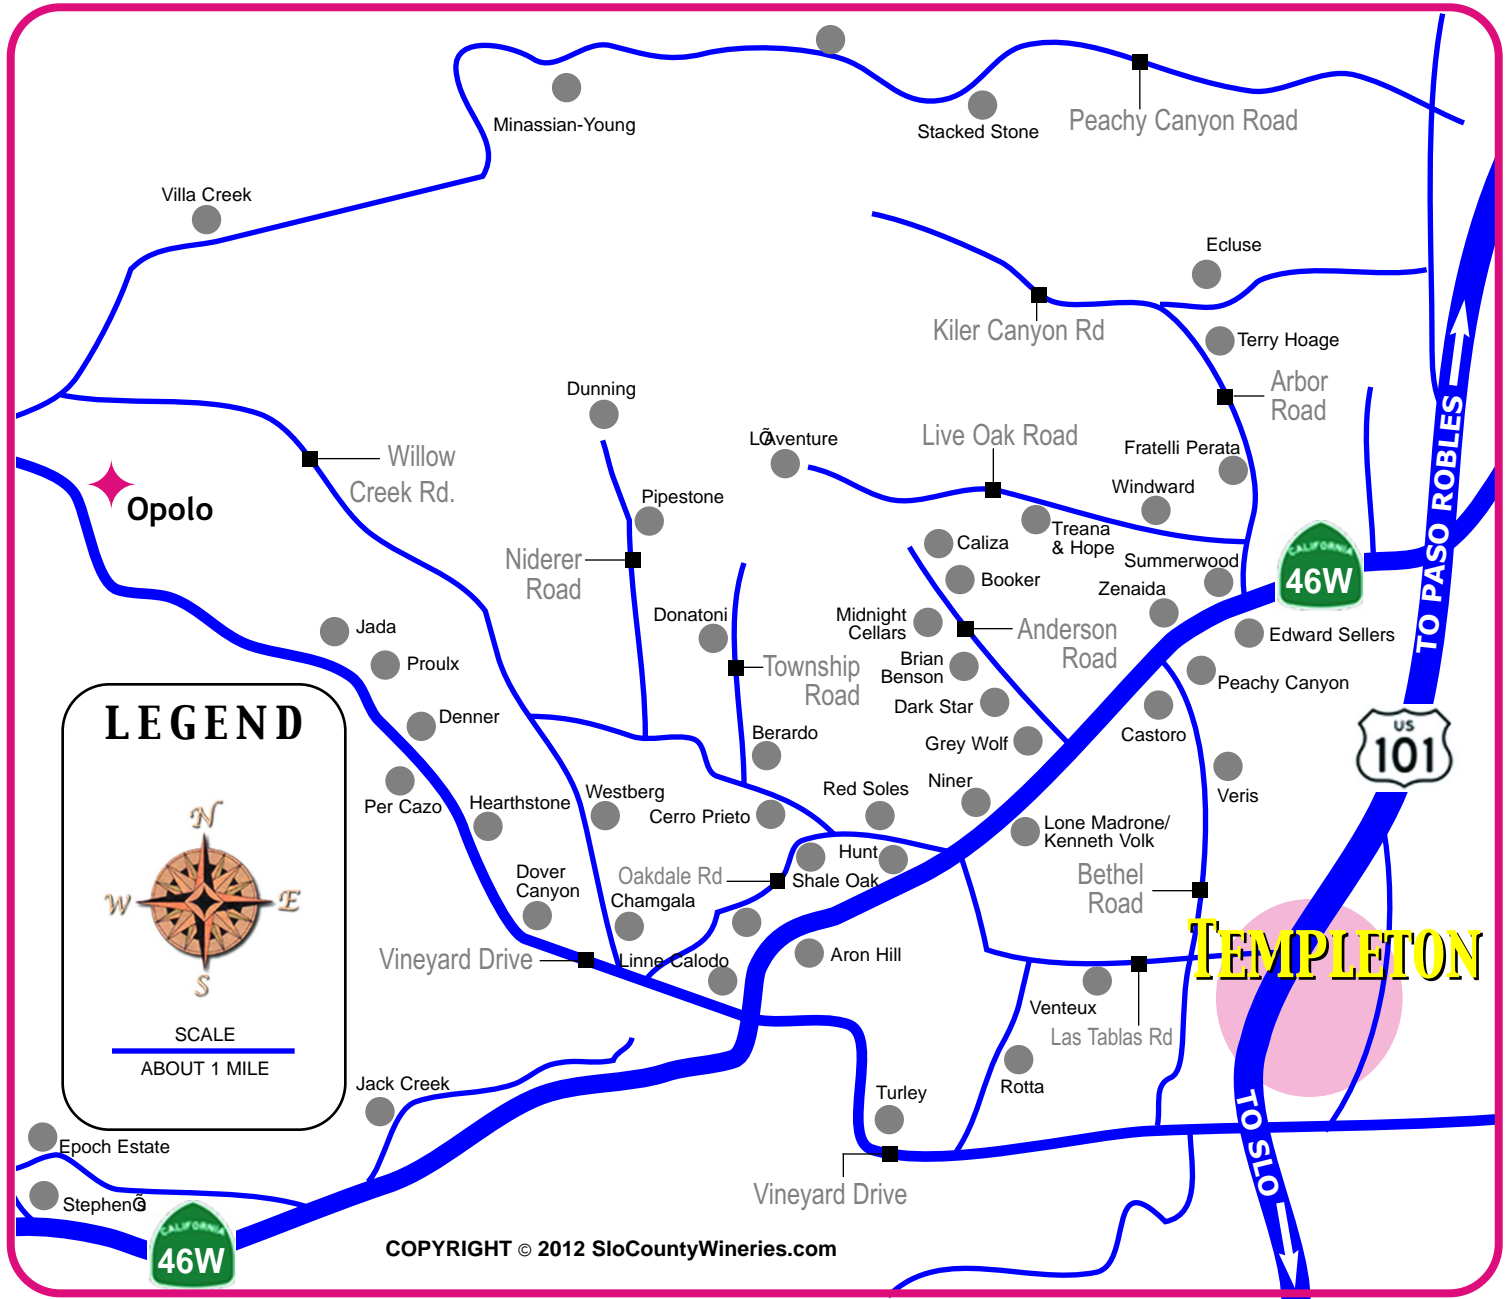 Minassian-Young
Stacked Stone
Peachy Canyon Road
Villa Creek
Ecluse
Kiler Canyon Rd
Terry Hoage
Arbor
Road
Dunning
LÕAventure
Live Oak Road
Fratelli Perata
Willow
Creek Rd.
Opolo
Pipestone
Windward
Treana
& Hope
Niderer
Road
Caliza
Booker
Summerwood
Zenaida
CALIFORNIA
46W
TO PASO ROBLES
Donatoni
Midnight
Cellars
Anderson
Road
Edward Sellers
Jada
Proulx
Township
Road
Brian
Benson
Peachy Canyon
Dark Star
Denner
Berardo
Grey Wolf
Castoro
US
101
LEGEND
Per Cazo
Hearthstone
Westberg
Cerro Prieto
Red Soles
Niner
Veris
Lone Madrone/
Kenneth Volk
N
W
E
S
Dover
Canyon
Oakdale Rd
Hunt
Shale Oak
Chamgala
Bethel
Road
TEMPLETON
Vineyard Drive
Linne Calodo
Aron Hill
Venteux
Las Tablas Rd
SCALE
ABOUT 1 MILE
Jack Creek
Rotta
Turley
TO SLO
Epoch Estate
StephenÕs
Vineyard Drive
CALIFORNIA
46W
COPYRIGHT © 2012 SloCountyWineries.com